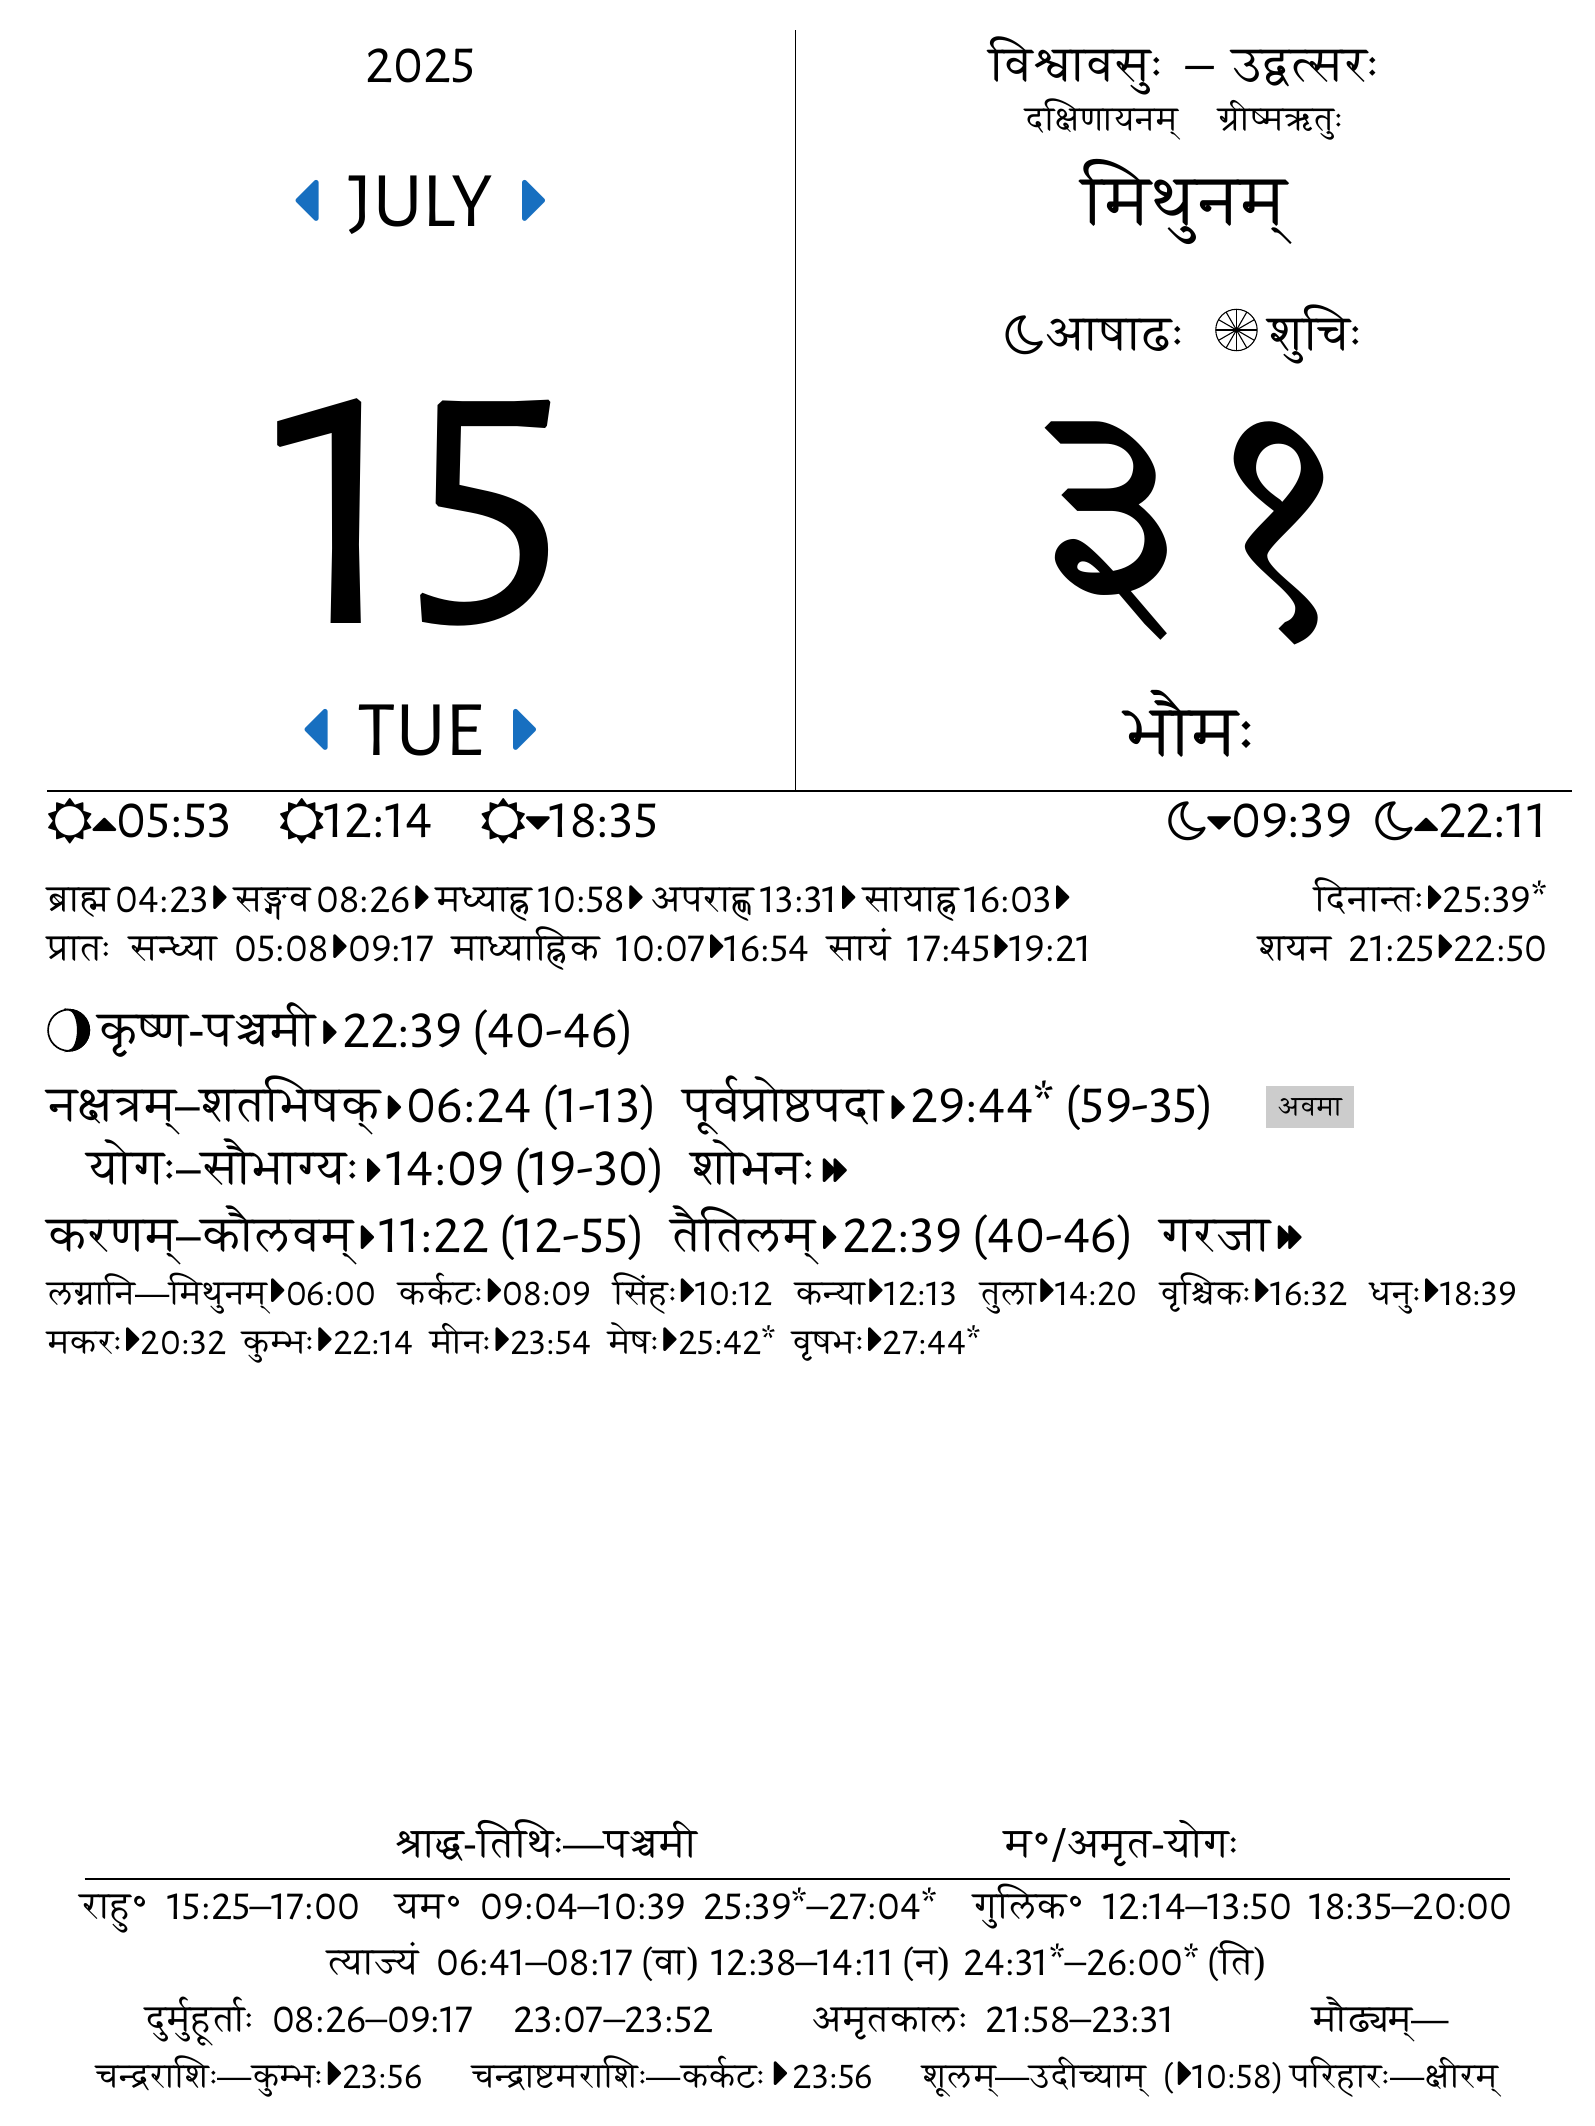 2025
JULY
15
TUE
विश्वावसुः – उद्वत्सरः
दक्षिणायनम् ग्रीष्मऋतुः
मिथुनम्
आषाढः शुचिः
३१
भौमः
05:53 12:14 18:35 09:39 22:11
ब्राह्म 04:23 सङ्गव 08:26 मध्याह्न 10:58 अपराह्ण 13:31 सायाह्न 16:03 दिनान्तः 25:39*
प्रातः सन्ध्या 05:08 09:17 माध्याह्निक 10:07 16:54 सायं 17:45 19:21 शयन 21:25 22:50
कृष्ण-पञ्चमी 22:39 (40-46)
नक्षत्रम्–शतभिषक् 06:24 (1-13) पूर्वप्रोष्ठपदा 29:44* (59-35) अवमा
योगः–सौभाग्यः 14:09 (19-30) शोभनः
करणम्–कौलवम् 11:22 (12-55) तैतिलम् 22:39 (40-46) गरजा
लग्नानि—मिथुनम् 06:00 कर्कटः 08:09 सिंहः 10:12 कन्या 12:13 तुला 14:20 वृश्चिकः 16:32 धनुः 18:39
मकरः 20:32 कुम्भः 22:14 मीनः 23:54 मेषः 25:42* वृषभः 27:44*
श्राद्ध-तिथिः—पञ्चमी म॰/अमृत-योगः
राहु॰ 15:25–17:00 यम॰ 09:04–10:39 25:39*–27:04* गुलिक॰ 12:14–13:50 18:35–20:00
त्याज्यं 06:41–08:17 (वा) 12:38–14:11 (न) 24:31*–26:00* (ति)
दुर्मुहूर्ताः 08:26–09:17 23:07–23:52 अमृतकालः 21:58–23:31 मौढ्यम्—
चन्द्रराशिः—कुम्भः 23:56 चन्द्राष्टमराशिः—कर्कटः 23:56 शूलम्—उदीच्याम् ( 10:58) परिहारः—क्षीरम्